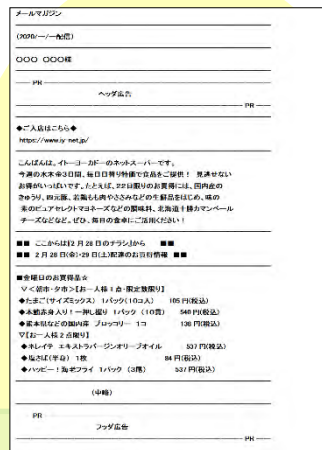 メールマガジン
(2020/―/―配信)
○○○ ○○○様
PR
ヘッダ広告
PR
◆ご入店はこちら◆
https://www.iy-net.jp/
こんばんは。イトーヨーカドーのネットスーパーです。
今週の水木金3日間、毎日日替り特価で食品をご提供！ 見逃せない
お得がいっぱいです。たとえば、22日限りのお買得には、国内産の
きゅうり、四元豚、若鶏もも肉やささみなどの生鮮品をはじめ、味の
素のピュアセレクトマヨネーズなどの調味料、北海道十勝カマンベール
チーズなどなど。ぜひ、毎日の食卓にご活用ください！
■■ ここからは『2月28日のチラシ』から ■■
■■ 2月28日(金)・29日(土)配達のお買得情報 ■■
■金曜日のお買得品☆
▽＜朝市・夕市＞【お一人様1点・限定数限り】
◆たまご(サイズミックス) 1パック(10コ入) 105円(税込)
◆本鮪赤身入り！一押し握り 1パック (10貫) 540円(税込)
◆熊本県などの国内産 ブロッコリー 1コ 138円(税込)
▽【お一人様2点限り】
◆ネレイテ エキストラバージンオリーブオイル 537円(税込)
◆塩さば(半身) 1枚 84円(税込)
◆ハッピー！海老フライ 1パック (3尾) 537円(税込)
(中略)
PR
フッダ広告
PR